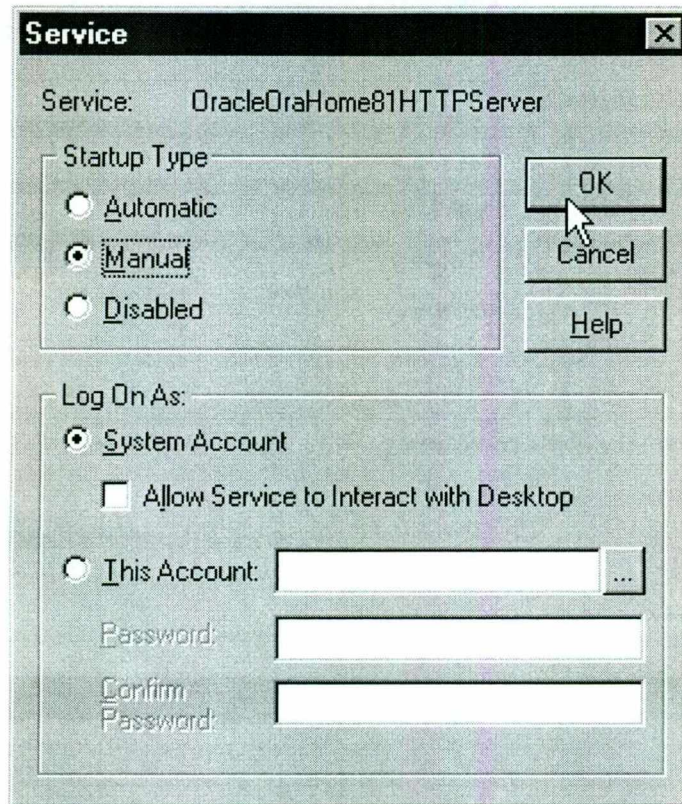 Service
Service: OracleOraHome81HTTPServer
Startup Type
Automatic
Manual
Disabled
OK
Cancel
Help
Log On As:
System Account
Allow Service to Interact with Desktop
This Account:
...
Password:
Confirm
Password: